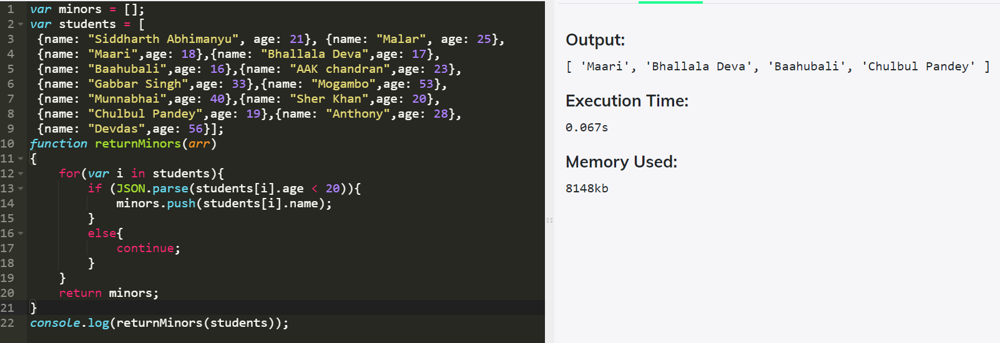 1 var minors = [];
2 var students = [
3 {name: "Siddharth Abhimanyu", age: 21}, {name: "Malar", age: 25},
4 {name: "Maari",age: 18},{name: "Bhallala Deva",age: 17},
5 {name: "Baahubali",age: 16},{name: "AAK chandran",age: 23},
6 {name: "Gabbar Singh",age: 33},{name: "Mogambo",age: 53},
7 {name: "Munnabhai",age: 40},{name: "Sher Khan",age: 20},
8 {name: "Chulbul Pandey",age: 19},{name: "Anthony",age: 28},
9 {name: "Devdas",age: 56}];
10 function returnMinors(arr)
11 {
12     for(var i in students){
13         if (JSON.parse(students[i].age < 20)){
14             minors.push(students[i].name);
15         }
16         else{
17             continue;
18         }
19     }
20     return minors;
21 }
22 console.log(returnMinors(students));
Output:
[ 'Maari', 'Bhallala Deva', 'Baahubali', 'Chulbul Pandey' ]
Execution Time:
0.067s
Memory Used:
8148kb